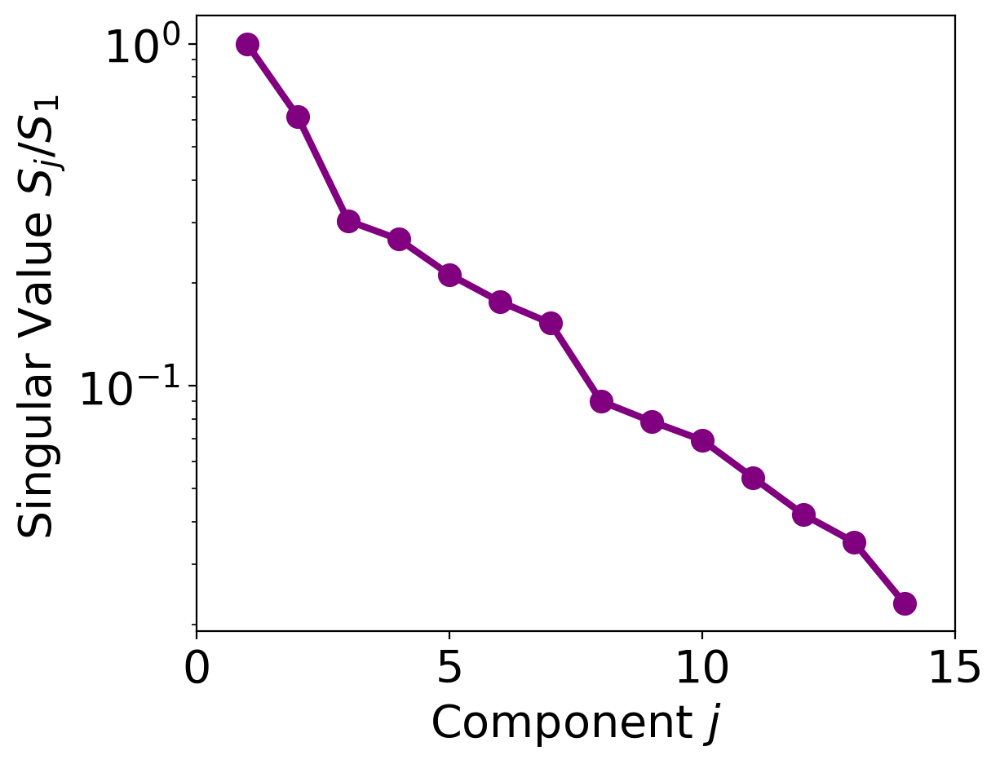 Singular Value $S_j/S_1$
$10^0$
$10^{-1}$
0 5 10 15
Component $j$